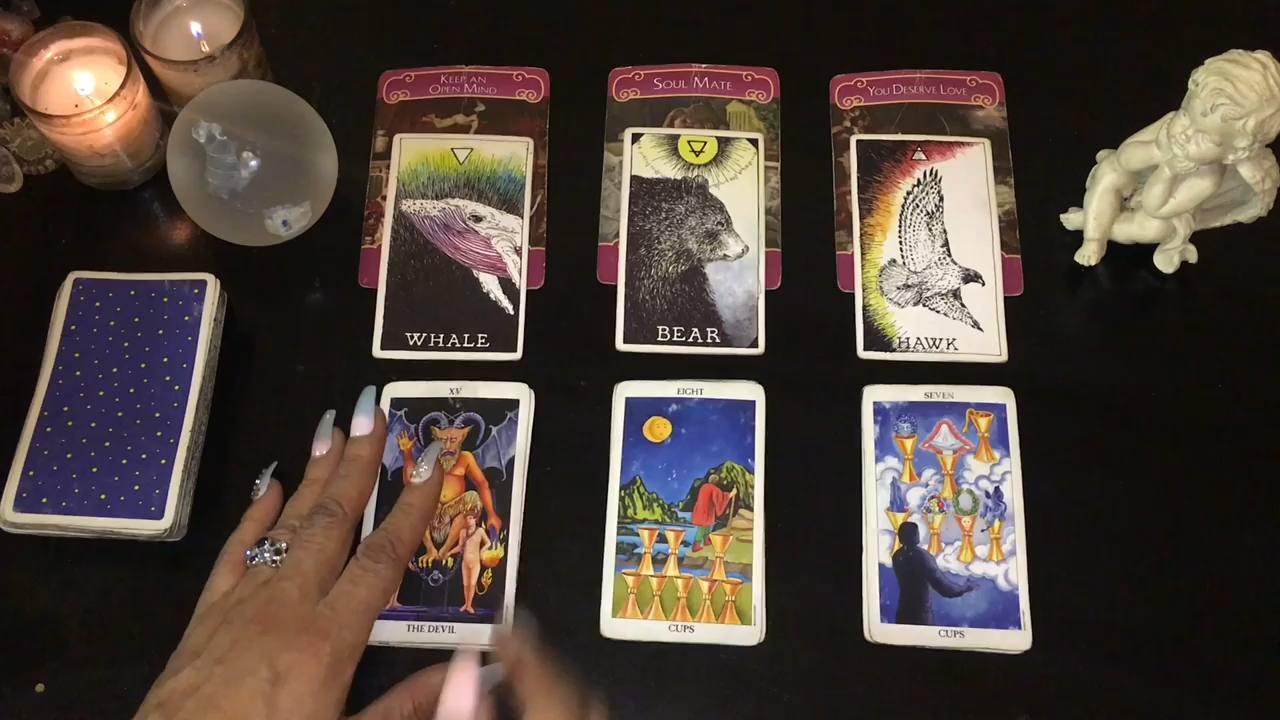 KEEP AN
OPEN MIND
SOUL MATE
YOU DESERVE LOVE
WHALE
BEAR
HAWK
XV
EIGHT
SEVEN
THE DEVIL
CUPS
CUPS